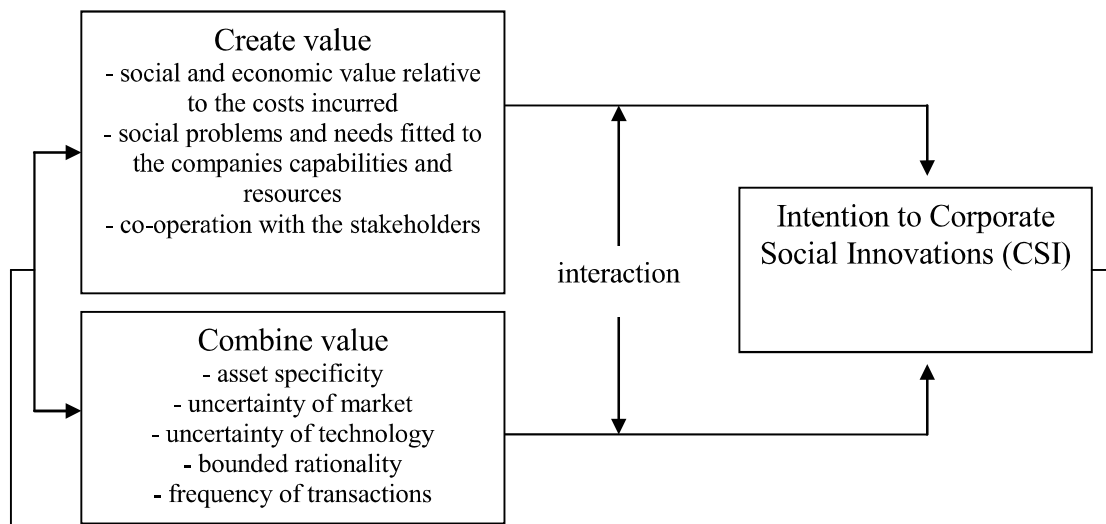 Create value
- social and economic value relative
to the costs incurred
- social problems and needs fitted to
the companies capabilities and
resources
- co-operation with the stakeholders
interaction
Intention to Corporate
Social Innovations (CSI)
Combine value
- asset specificity
- uncertainty of market
- uncertainty of technology
- bounded rationality
- frequency of transactions